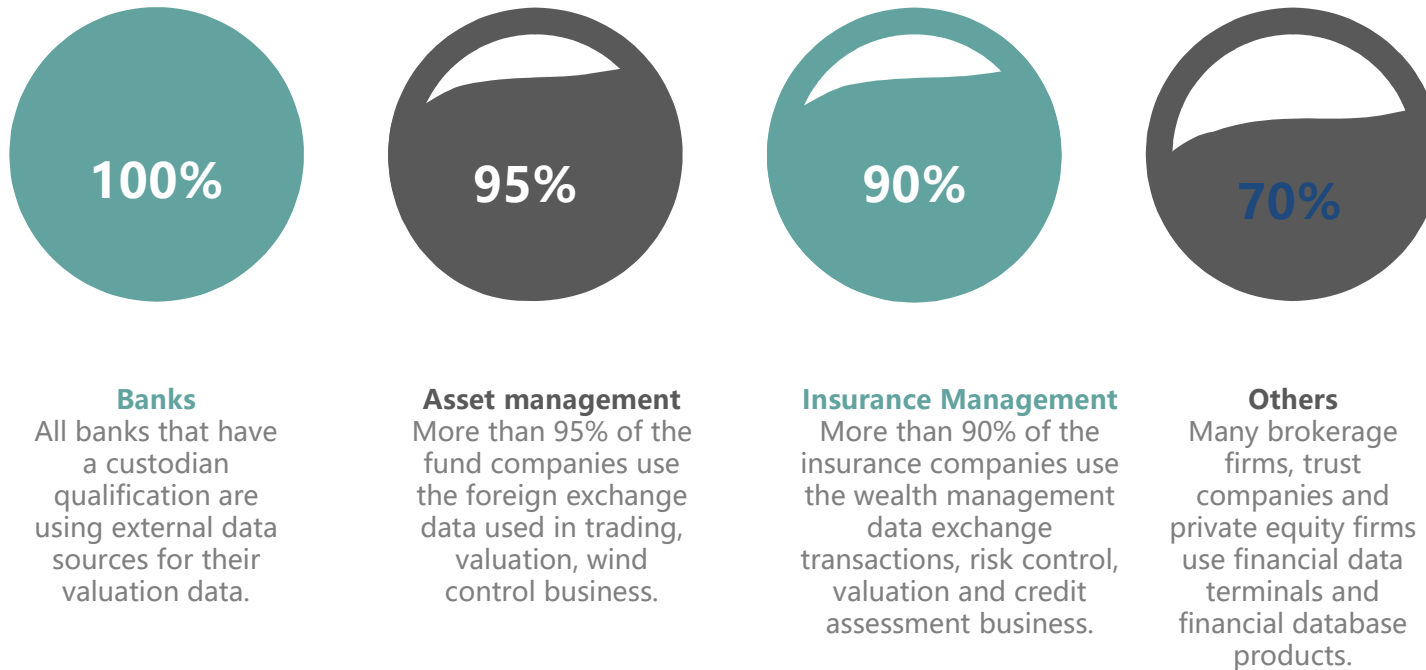 100%
95%
90%
70%
Banks
All banks that have
a custodian
qualification are
using external data
sources for their
valuation data.
Asset management
More than 95% of the
fund companies use
the foreign exchange
data used in trading,
valuation, wind
control business.
Insurance Management
More than 90% of the
insurance companies use
the wealth management
data exchange
transactions, risk control,
valuation and credit
assessment business.
Others
Many brokerage
firms, trust
companies and
private equity firms
use financial data
terminals and
financial database
products.